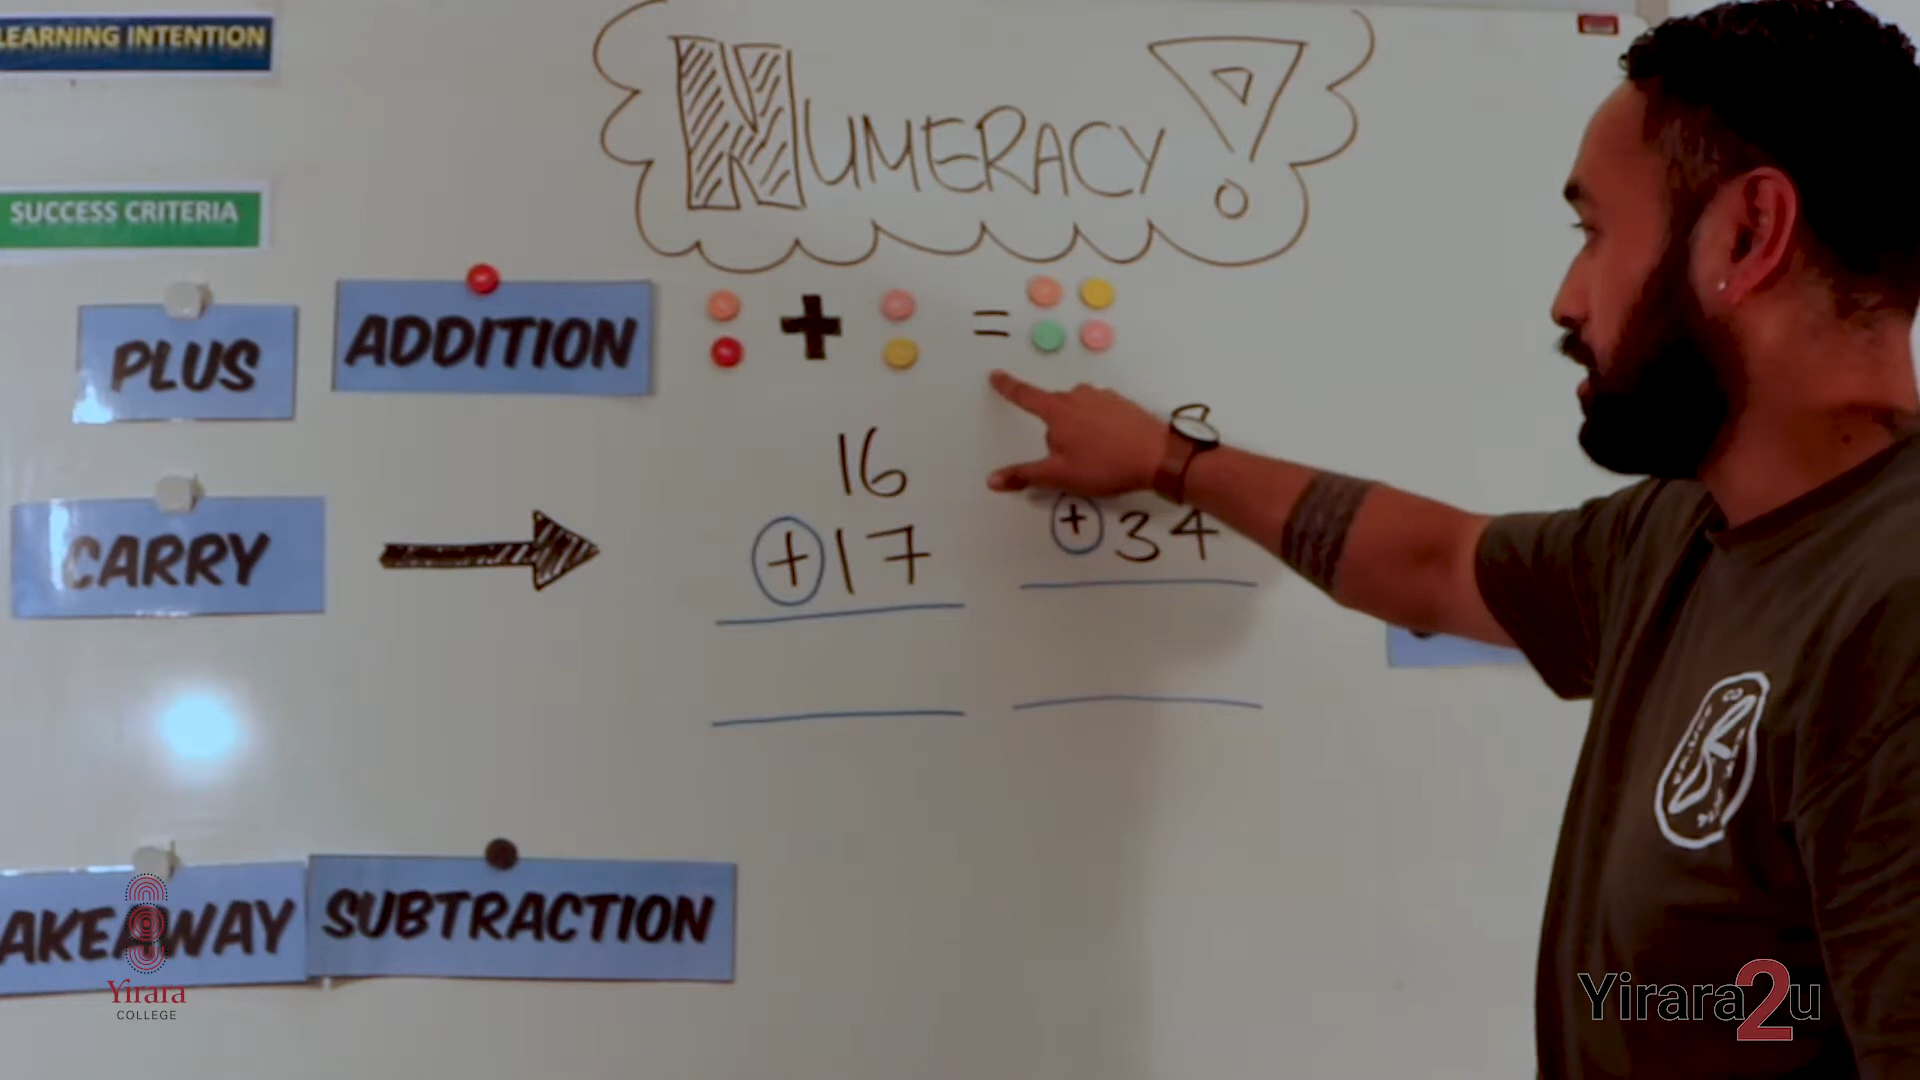 LEARNING INTENTION
NUMERACY!
SUCCESS CRITERIA
PLUS
ADDITION
+ =
CARRY
16
+17
+34
AKEAWAY
SUBTRACTION
Yirara
COLLEGE
Yirara2u